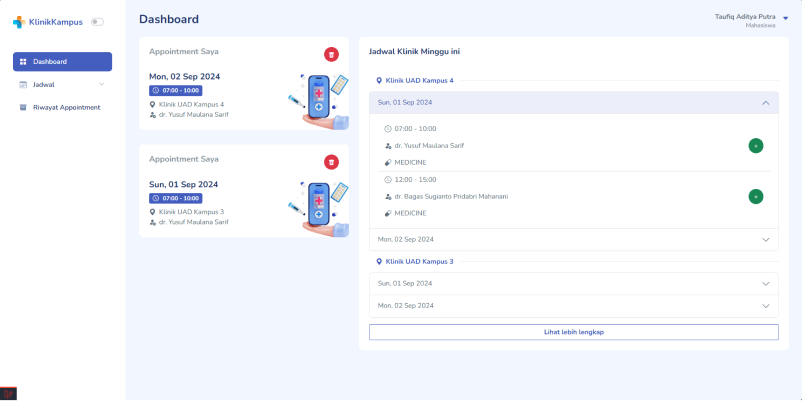 KlinikKampus
Dashboard
Jadwal
Riwayat Appointment
Dashboard
Taufiq Aditya Putra
Mahasiswa
Appointment Saya
Mon, 02 Sep 2024
07:00 - 10:00
Klinik UAD Kampus 4
dr. Yusuf Maulana Sarif
Appointment Saya
Sun, 01 Sep 2024
07:00 - 10:00
Klinik UAD Kampus 3
dr. Yusuf Maulana Sarif
Jadwal Klinik Minggu ini
Klinik UAD Kampus 4
Sun, 01 Sep 2024
07:00 - 10:00
dr. Yusuf Maulana Sarif
+
MEDICINE
12:00 - 15:00
dr. Bagas Sugianto Pridabri Mahanani
+
MEDICINE
Mon, 02 Sep 2024
Klinik UAD Kampus 3
Sun, 01 Sep 2024
Mon, 02 Sep 2024
Lihat lebih lengkap